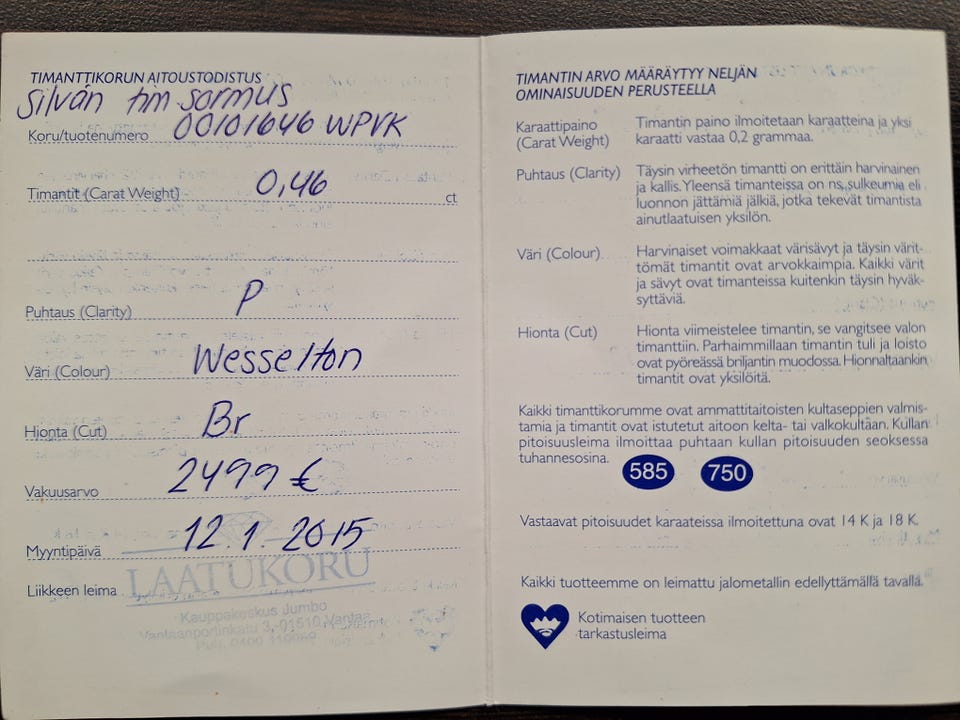 TIMANTTIKORUN AITOUSTODISTUS
Silván tim sormus
Koru/tuotenumero 00101646 WPVK
Timantit (Carat Weight) 0,46 ct
Puhtaus (Clarity) P
Väri (Colour) Wesselton
Hionta (Cut) Br
Vakuusarvo 2499 €
Myyntipäivä 12.1.2015
Liikkeen leima LAATUKORU
Kauppakeskus Jumbo
Vantaanportinkatu 3, 01510 Vantaa
Puh.
TIMANTIN ARVO MÄÄRÄYTYY NELJÄN
OMINAISUUDEN PERUSTEELLA
Karaattipaino (Carat Weight)
Timantin paino ilmoitetaan karaatteina ja yksi
karaatti vastaa 0,2 grammaa.
Puhtaus (Clarity)
Täysin virheetön timantti on erittäin harvinainen
ja kallis. Yleensä timanteissa on ns. sulkeumia eli
luonnon jättämiä jälkiä, jotka tekevät timantista
ainutlaatuisen yksilön.
Väri (Colour)
Harvinaiset voimakkaat värisävyt ja täysin värit-
tömät timantit ovat arvokkaimpia. Kaikki värit
ja sävyt ovat timanteissa kuitenkin täysin hyväk-
syttäviä.
Hionta (Cut)
Hionta viimeistelee timantin, se vangitsee valon
timanttiin. Parhaimmillaan timantin tuli ja loisto
ovat pyöreässä briljantin muodossa. Hionnaltaankin
timantit ovat yksilöitä.
Kaikki timanttikorumme ovat ammattitaitoisten kultaseppien valmis-
tamia ja timantit ovat istutetut aitoon kelta- tai valkokultaan. Kullan
pitoisuusleima ilmoittaa puhtaan kullan pitoisuuden seoksessa
tuhannesosina. 585 750
Vastaavat pitoisuudet karaateissa ilmoitettuna ovat 14 K ja 18 K.
Kaikki tuotteemme on leimattu jalometallin edellyttämällä tavalla.
Kotimaisen tuotteen
tarkastusleima